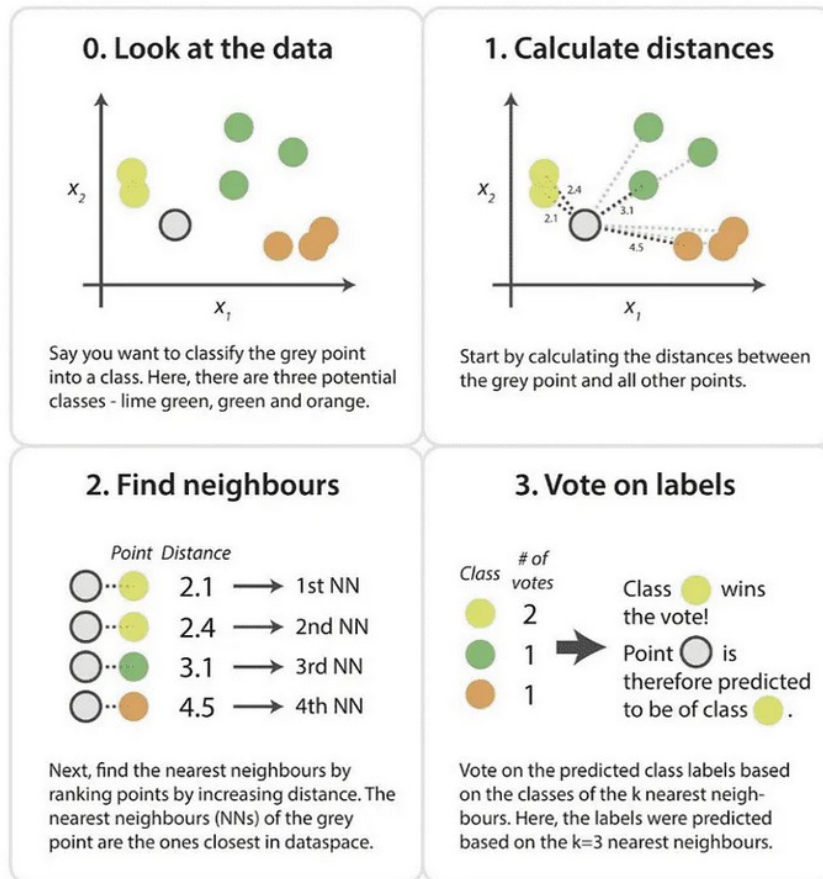 0. Look at the data
x2
x1
Say you want to classify the grey point
into a class. Here, there are three potential
classes - lime green, green and orange.
1. Calculate distances
x2
2.4
2.1
3.1
4.5
x1
Start by calculating the distances between
the grey point and all other points.
2. Find neighbours
Point Distance
2.1 → 1st NN
2.4 → 2nd NN
3.1 → 3rd NN
4.5 → 4th NN
Next, find the nearest neighbours by
ranking points by increasing distance. The
nearest neighbours (NNs) of the grey
point are the ones closest in dataspace.
3. Vote on labels
Class # of votes
2
1
1
Class wins
the vote!
Point is
therefore predicted
to be of class .
Vote on the predicted class labels based
on the classes of the k nearest neigh-
bours. Here, the labels were predicted
based on the k=3 nearest neighbours.